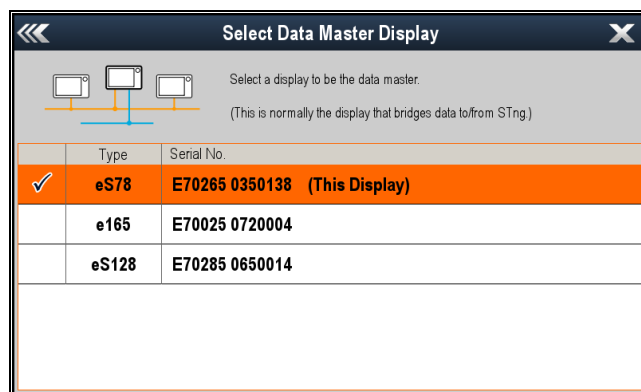 Select Data Master Display
Select a display to be the data master.
(This is normally the display that bridges data to/from STng.)
Type Serial No.
eS78 E70265 0350138 (This Display)
e165 E70025 0720004
eS128 E70285 0650014